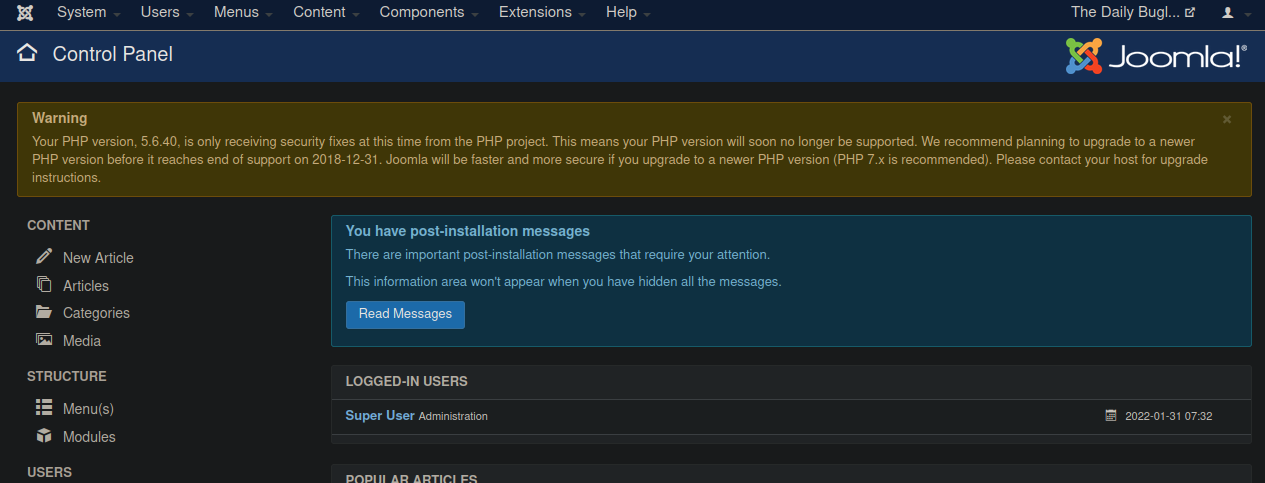 System Users Menus Content Components Extensions Help The Daily Bugl...
Control Panel Joomla!®
Warning ×
Your PHP version, 5.6.40, is only receiving security fixes at this time from the PHP project. This means your PHP version will soon no longer be supported. We recommend planning to upgrade to a newer
PHP version before it reaches end of support on 2018-12-31. Joomla will be faster and more secure if you upgrade to a newer PHP version (PHP 7.x is recommended). Please contact your host for upgrade
instructions.
CONTENT
New Article
Articles
Categories
Media
STRUCTURE
Menu(s)
Modules
USERS
You have post-installation messages
There are important post-installation messages that require your attention.
This information area won't appear when you have hidden all the messages.
Read Messages
LOGGED-IN USERS
Super User Administration 2022-01-31 07:32
POPULAR ARTICLES